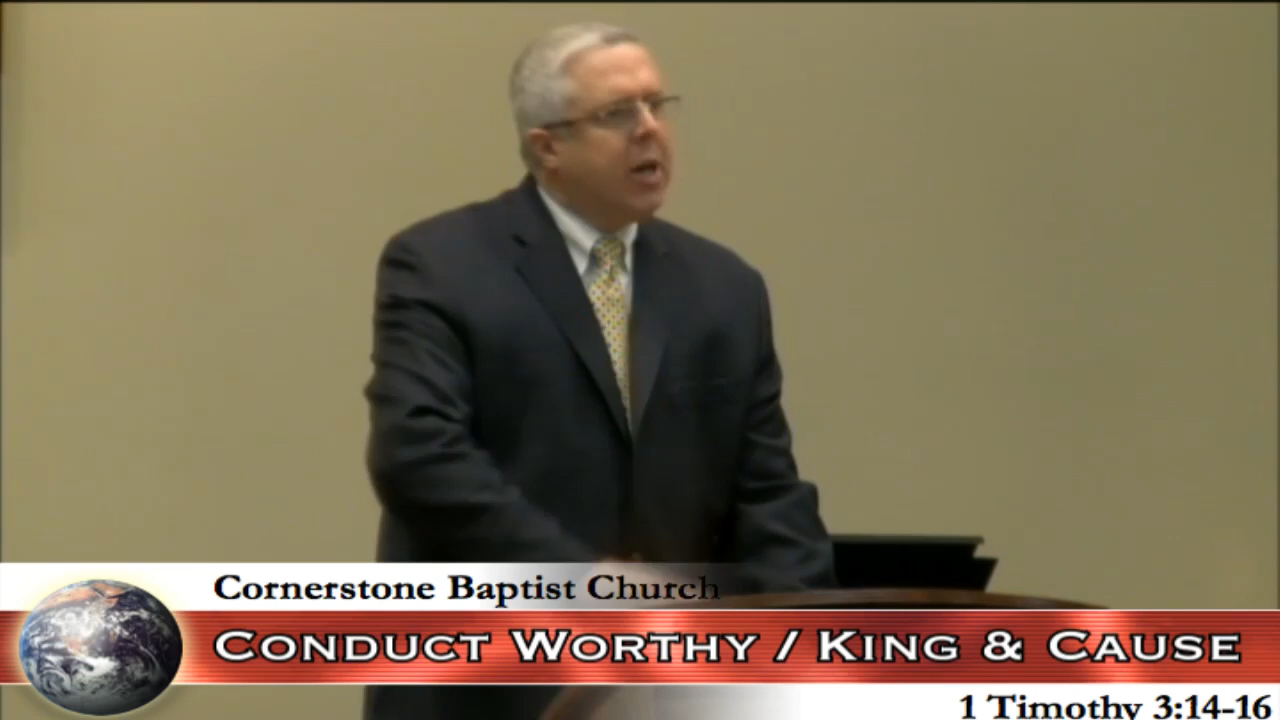 Cornerstone Baptist Church
Conduct Worthy / King & Cause
1 Timothy 3:14-16